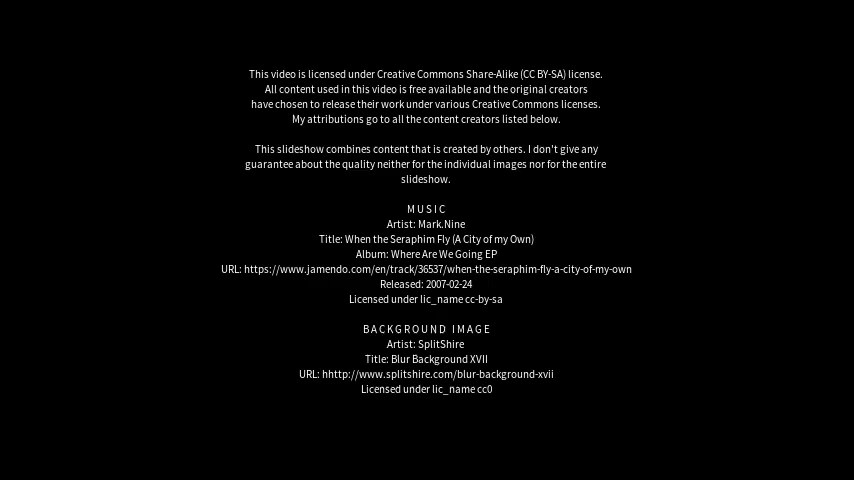 This video is licensed under Creative Commons Share-Alike (CC BY-SA) license.
All content used in this video is free available and the original creators
have chosen to release their work under various Creative Commons licenses.
My attributions go to all the content creators listed below.
This slideshow combines content that is created by others. I don't give any
guarantee about the quality neither for the individual images nor for the entire
slideshow.
MUSIC
Artist: Mark.Nine
Title: When the Seraphim Fly (A City of my Own)
Album: Where Are We Going EP
URL: https://www.jamendo.com/en/track/36537/when-the-seraphim-fly-a-city-of-my-own
Released: 2007-02-24
Licensed under lic_name cc-by-sa
BACKGROUND IMAGE
Artist: SplitShire
Title: Blur Background XVII
URL: hhttp://www.splitshire.com/blur-background-xvii
Licensed under lic_name cc0